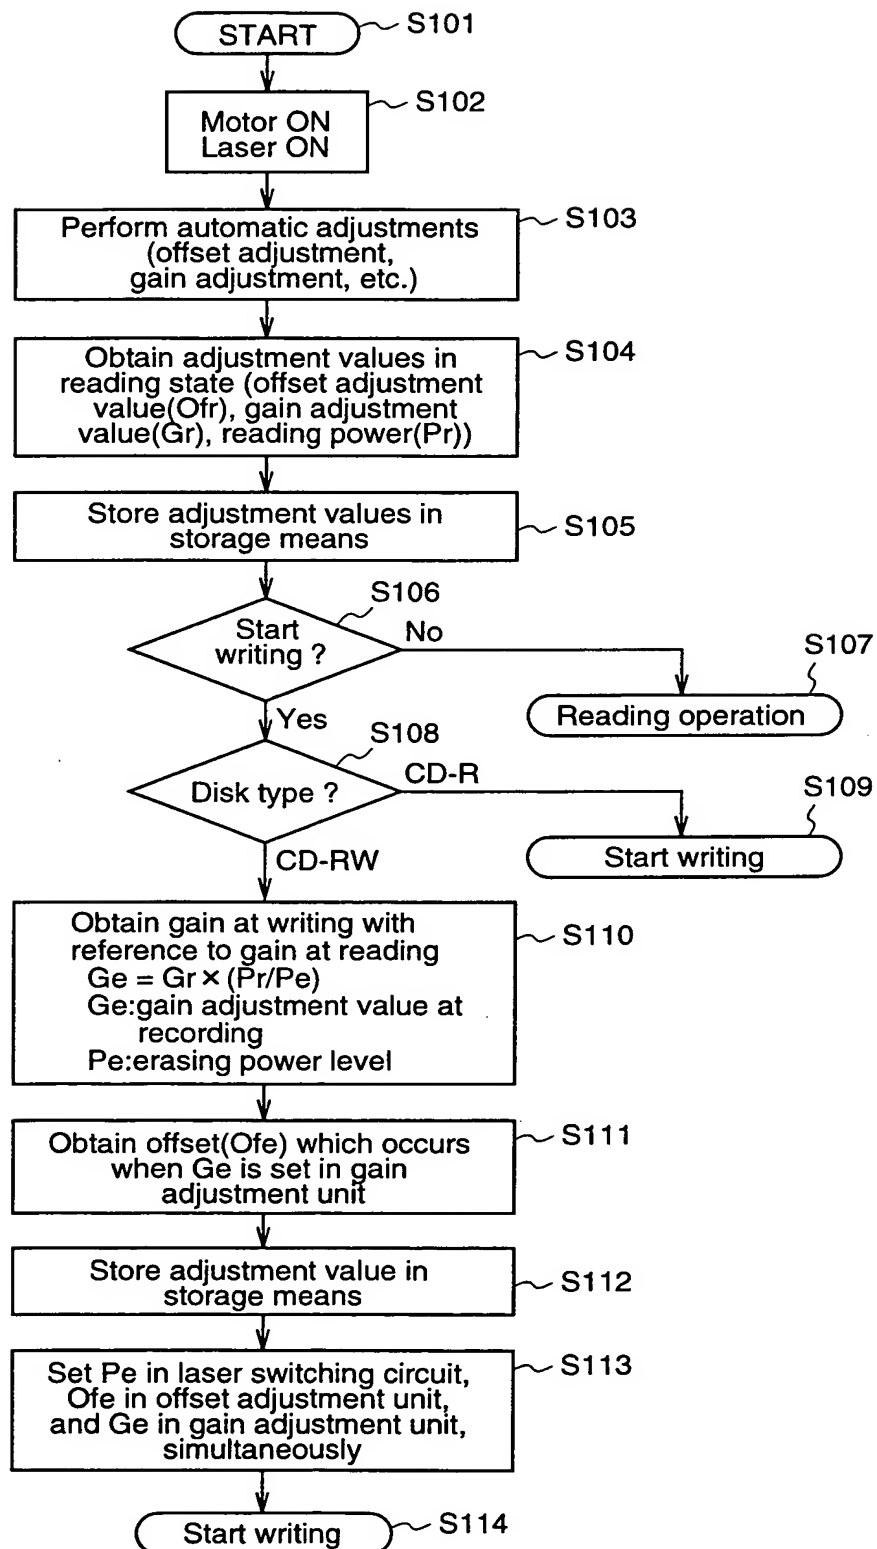 START
S101
Motor ON
Laser ON
S102
Perform automatic adjustments
(offset adjustment,
gain adjustment, etc.)
S103
Obtain adjustment values in
reading state (offset adjustment
value(Ofr), gain adjustment
value(Gr), reading power(Pr))
S104
Store adjustment values in
storage means
S105
S106
Start
writing ?
No
S107
Reading operation
Yes
S108
Disk type ?
CD-R
S109
Start writing
CD-RW
Obtain gain at writing with
reference to gain at reading
Ge = Gr × (Pr/Pe)
Ge:gain adjustment value at
recording
Pe:erasing power level
S110
Obtain offset(Ofe) which occurs
when Ge is set in gain
adjustment unit
S111
Store adjustment value in
storage means
S112
Set Pe in laser switching circuit,
Ofe in offset adjustment unit,
and Ge in gain adjustment unit,
simultaneously
S113
Start writing
S114